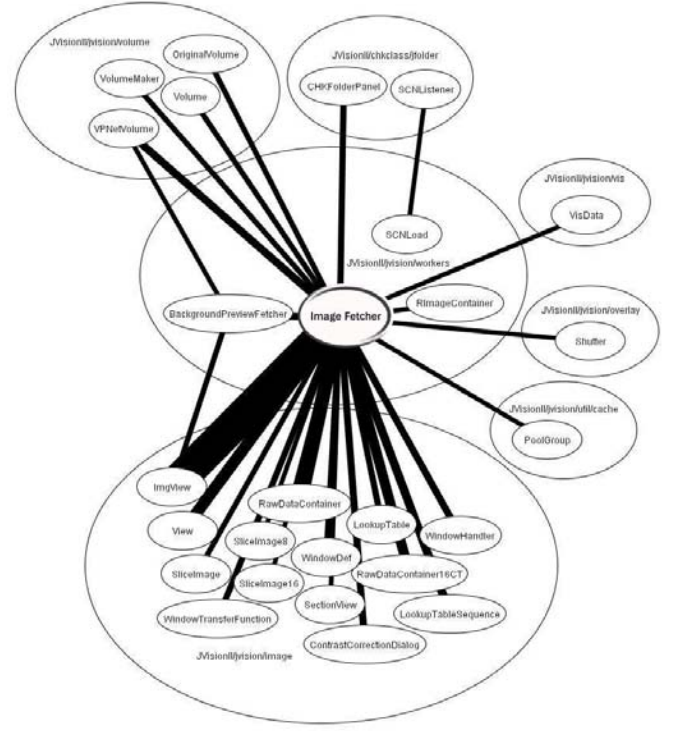 JVisionII/jvision/volume
OriginalVolume
VolumeMaker
Volume
VPNetVolume
JVisionII/chkclass/jfolder
CHKFolderPanel
SCNListener
JVisionII/jvision/vis
VisData
SCNLoad
JVisionII/jvision/workers
BackgroundPreviewFetcher
Image Fetcher
RImageContainer
JVisionII/jvision/overlay
Shutter
JVisionII/jvision/util/cache
PoolGroup
ImgView
RawDataContainer
View
LookupTable
WindowHandler
SliceImage8
WindowDef
SliceImage
SliceImage16
RawDataContainer16CT
SectionView
WindowTransferFunction
LookupTableSequence
ContrastCorrectionDialog
JVisionII/jvision/image